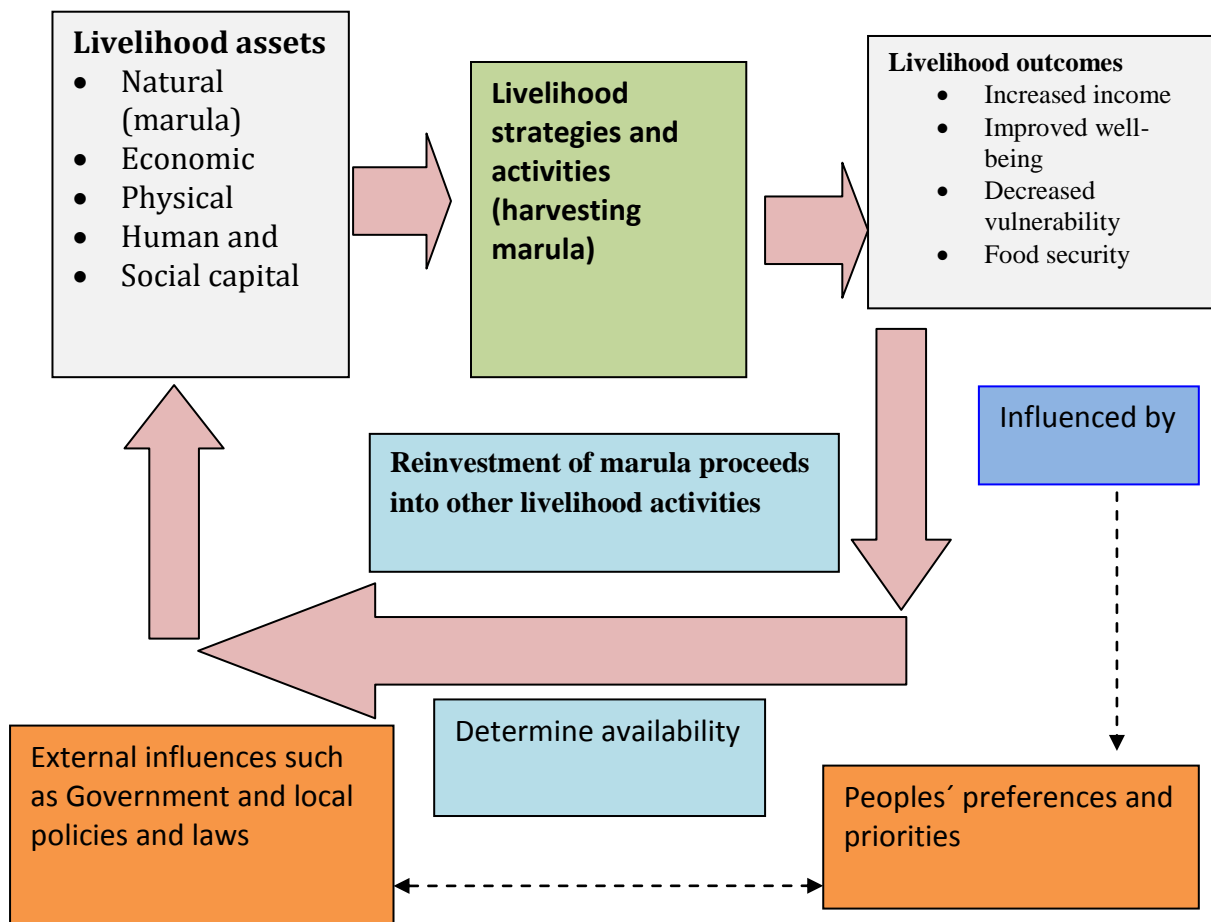 Livelihood assets
• Natural
(marula)
• Economic
• Physical
• Human and
• Social capital
Livelihood
strategies and
activities
(harvesting
marula)
Livelihood outcomes
• Increased income
• Improved well-
being
• Decreased
vulnerability
• Food security
Influenced by
Reinvestment of marula proceeds
into other livelihood activities
Determine availability
External influences such
as Government and local
policies and laws
Peoples´ preferences and
priorities